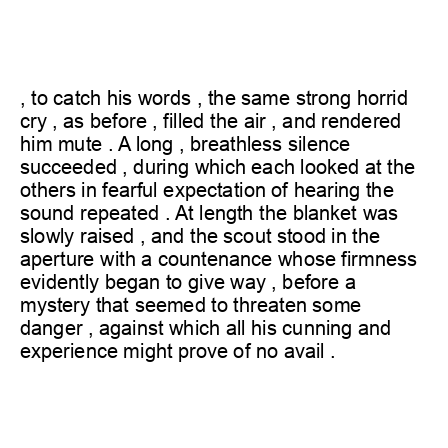 , to catch his words , the same strong horrid
cry , as before , filled the air , and rendered
him mute . A long , breathless silence
succeeded , during which each looked at the
others in fearful expectation of hearing the
sound repeated . At length the blanket was
slowly raised , and the scout stood in the
aperture with a countenance whose firmness
evidently began to give way , before a
mystery that seemed to threaten some
danger , against which all his cunning and
experience might prove of no avail .